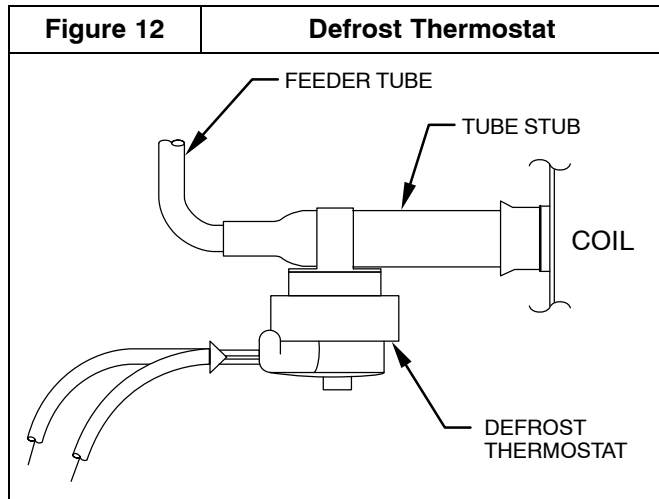 Figure 12 Defrost Thermostat
FEEDER TUBE
TUBE STUB
COIL
DEFROST
THERMOSTAT